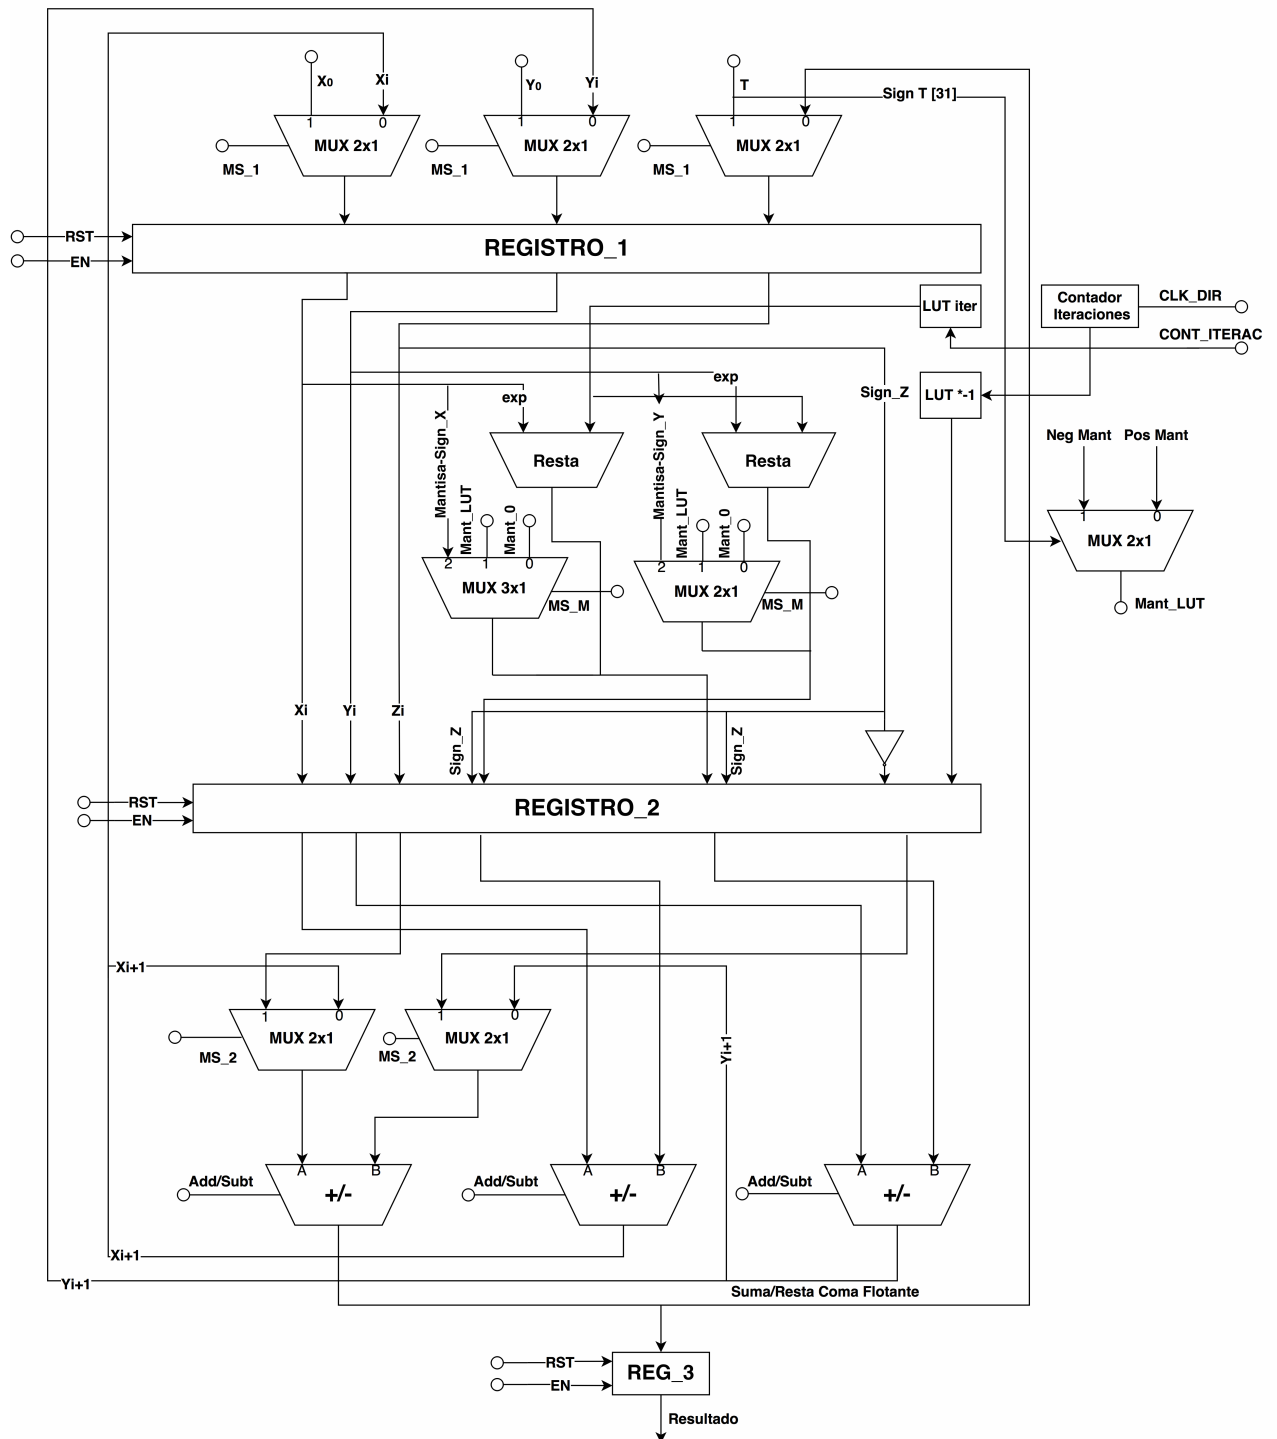 X0
Xi
Y0
Yi
T
Sign T [31]
1
0
1
0
1
0
MUX 2x1
MUX 2x1
MUX 2x1
MS_1
MS_1
MS_1
RST
EN
REGISTRO_1
LUT iter
Contador
Iteraciones
CLK_DIR
CONT_ITERAC
exp
exp
Sign_Z
LUT *-1
Mantisa-Sign_X
Mantisa-Sign_Y
Neg Mant
Pos Mant
Resta
Resta
Mant_LUT
Mant_0
Mant_LUT
Mant_0
1
0
MUX 2x1
2
1
0
2
1
0
MUX 3x1
MUX 2x1
MS_M
MS_M
Mant_LUT
Xi
Yi
Zi
Sign_Z
Sign_Z
RST
EN
REGISTRO_2
Xi+1
1
0
1
0
MUX 2x1
MUX 2x1
MS_2
MS_2
Yi+1
A
B
A
B
A
B
Add/Subt
Add/Subt
Add/Subt
+/-
+/-
+/-
Xi+1
Yi+1
Suma/Resta Coma Flotante
RST
EN
REG_3
Resultado